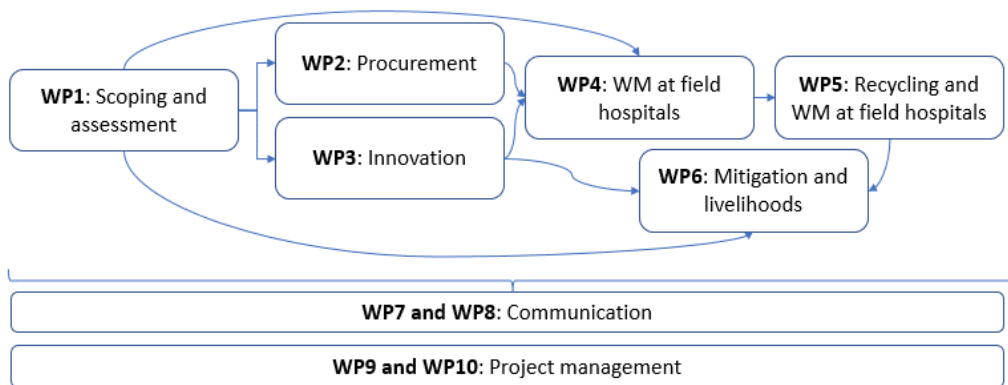 WP1: Scoping and
assessment
WP2: Procurement
WP3: Innovation
WP4: WM at field
hospitals
WP5: Recycling and
WM at field hospitals
WP6: Mitigation and
livelihoods
WP7 and WP8: Communication
WP9 and WP10: Project management